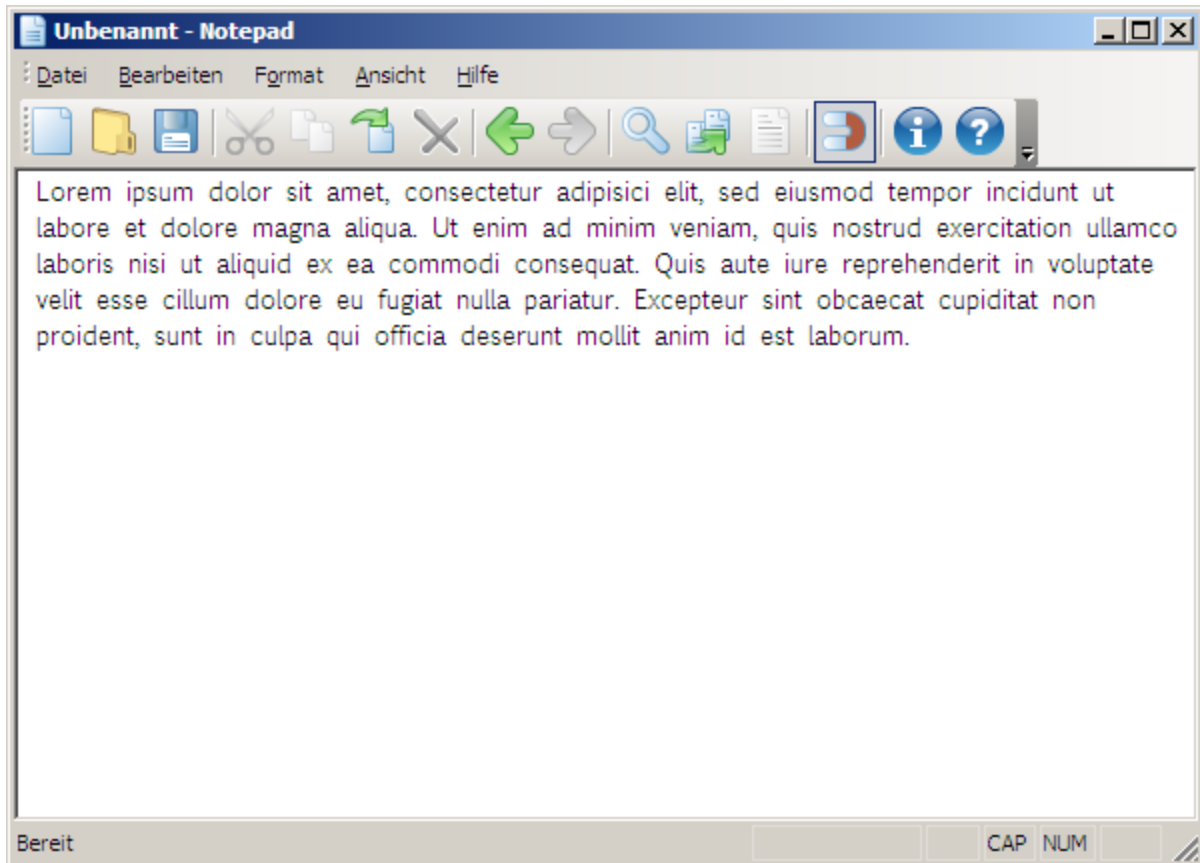 Unbenannt - Notepad
Datei Bearbeiten Format Ansicht Hilfe
Lorem ipsum dolor sit amet, consectetur adipisici elit, sed eiusmod tempor incidunt ut
labore et dolore magna aliqua. Ut enim ad minim veniam, quis nostrud exercitation ullamco
laboris nisi ut aliquid ex ea commodi consequat. Quis aute iure reprehenderit in voluptate
velit esse cillum dolore eu fugiat nulla pariatur. Excepteur sint obcaecat cupiditat non
proident, sunt in culpa qui officia deserunt mollit anim id est laborum.
Bereit CAP NUM